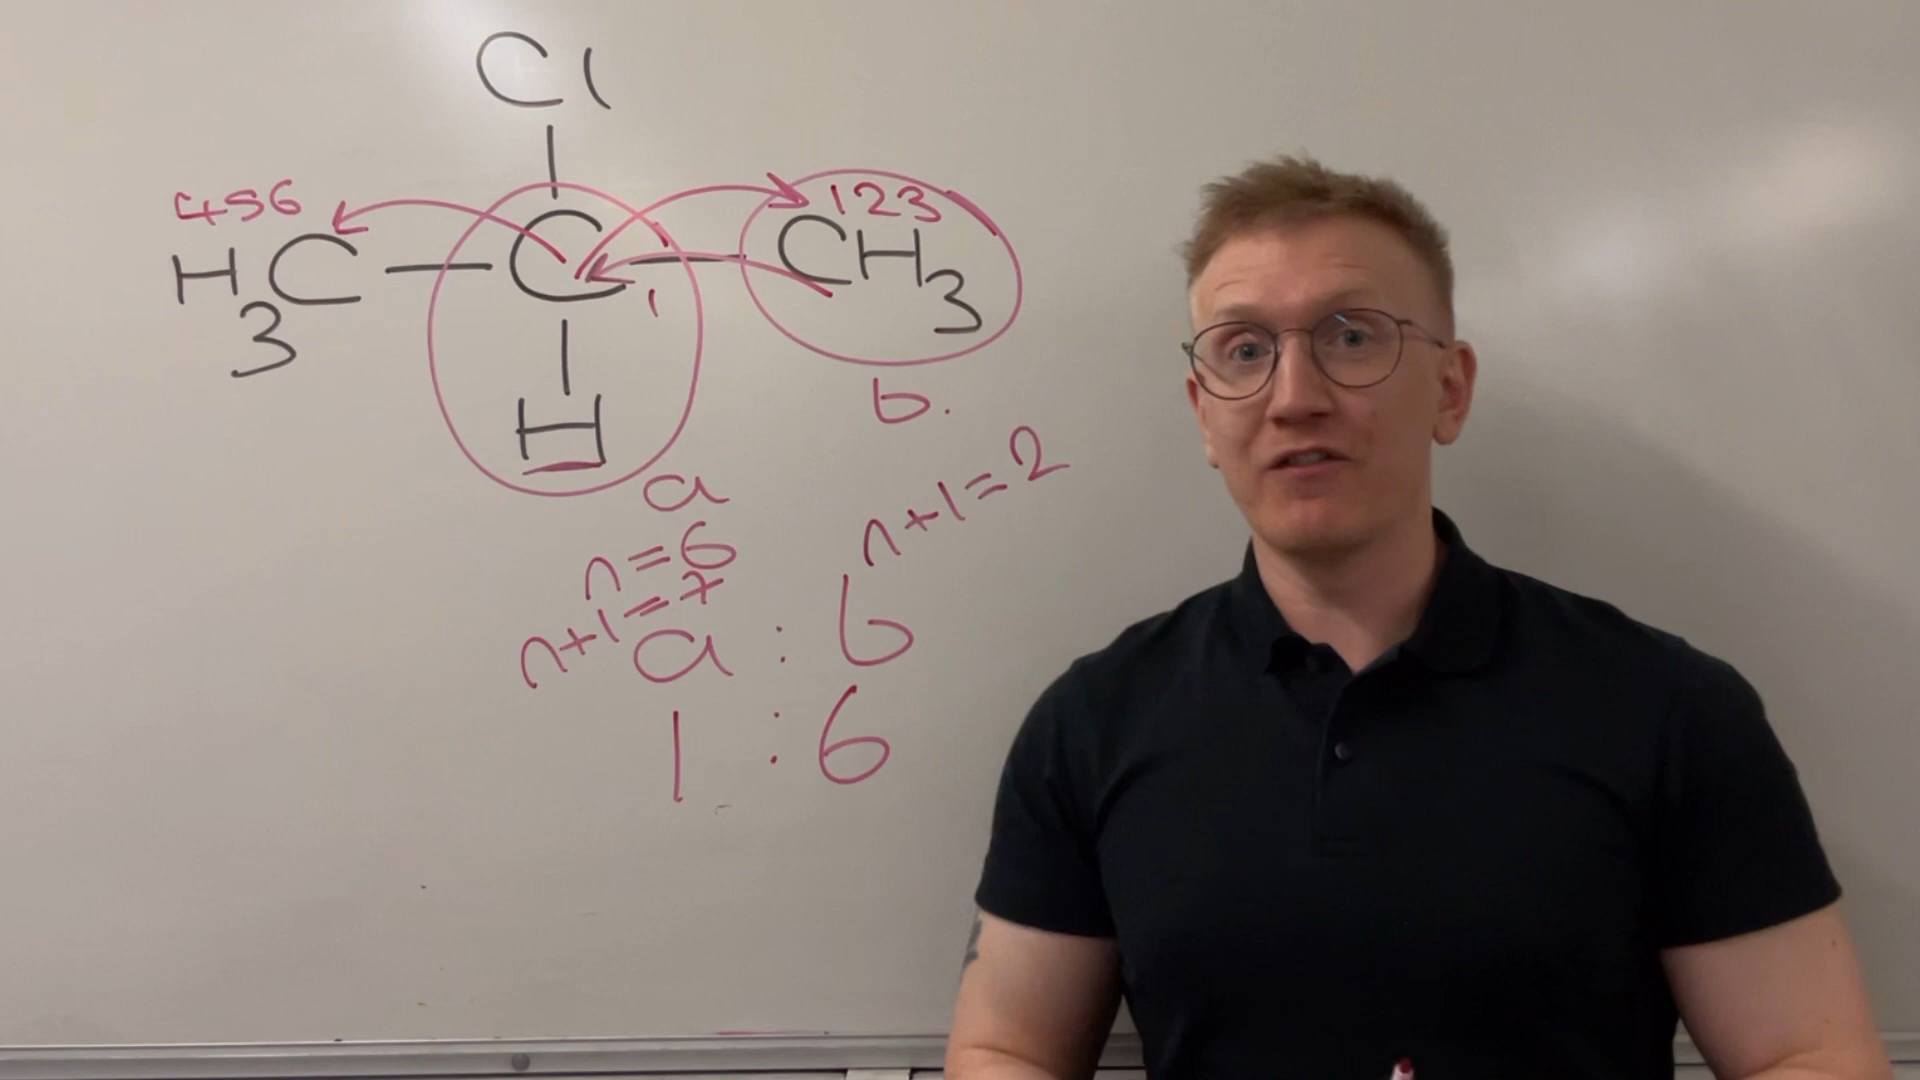 Cl
456
123
H3C — C — CH3
1
H
b.
a
n+1=2
n=6
n+1=7
a : b
1 : 6